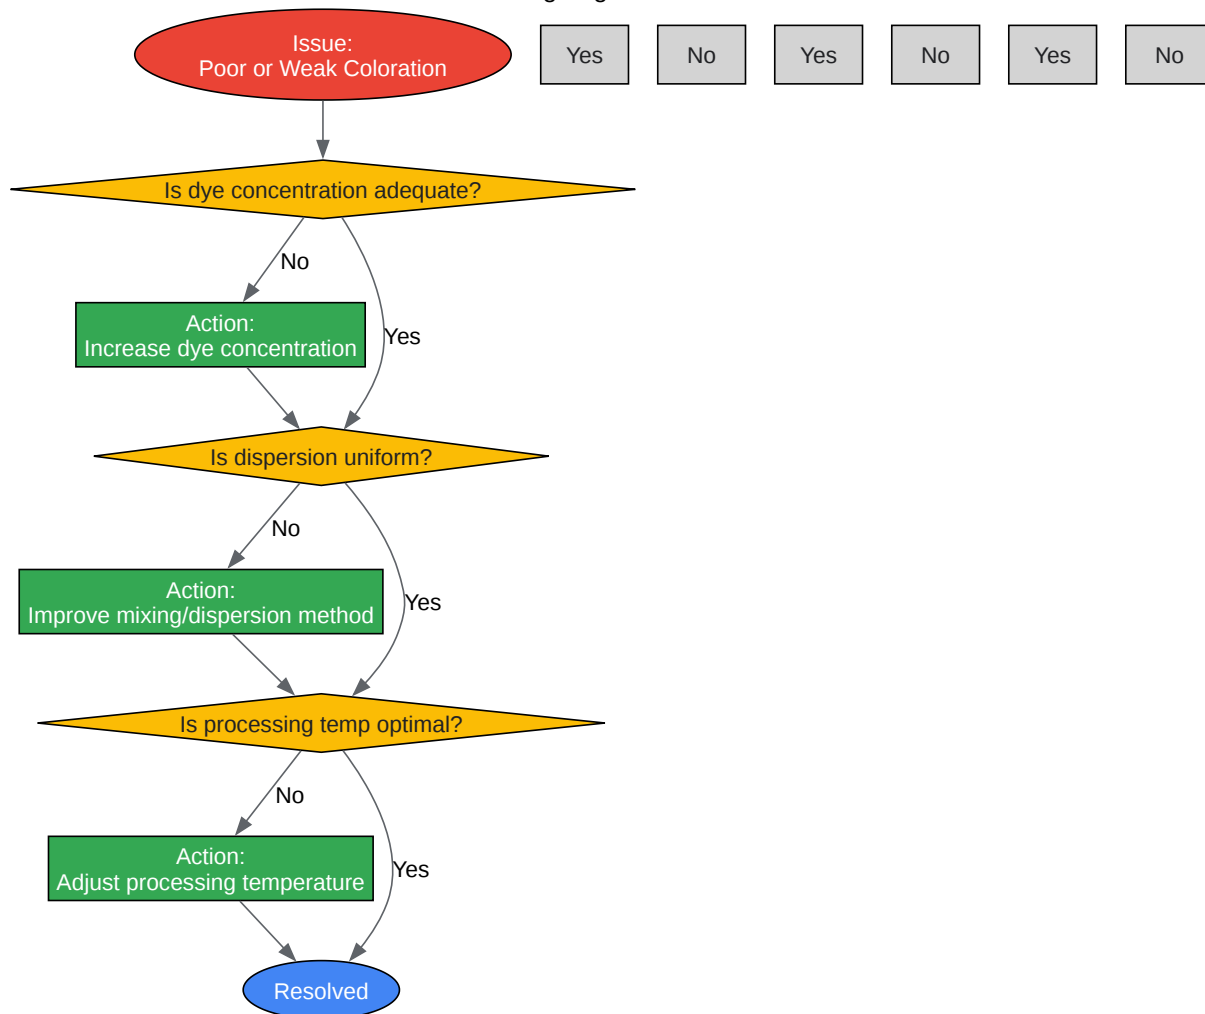 Issue:
Poor or Weak Coloration
Yes
No
Yes
No
Yes
No
Is dye concentration adequate?
No
Action:
Increase dye concentration
Yes
Is dispersion uniform?
No
Action:
Improve mixing/dispersion method
Yes
Is processing temp optimal?
No
Action:
Adjust processing temperature
Yes
Resolved